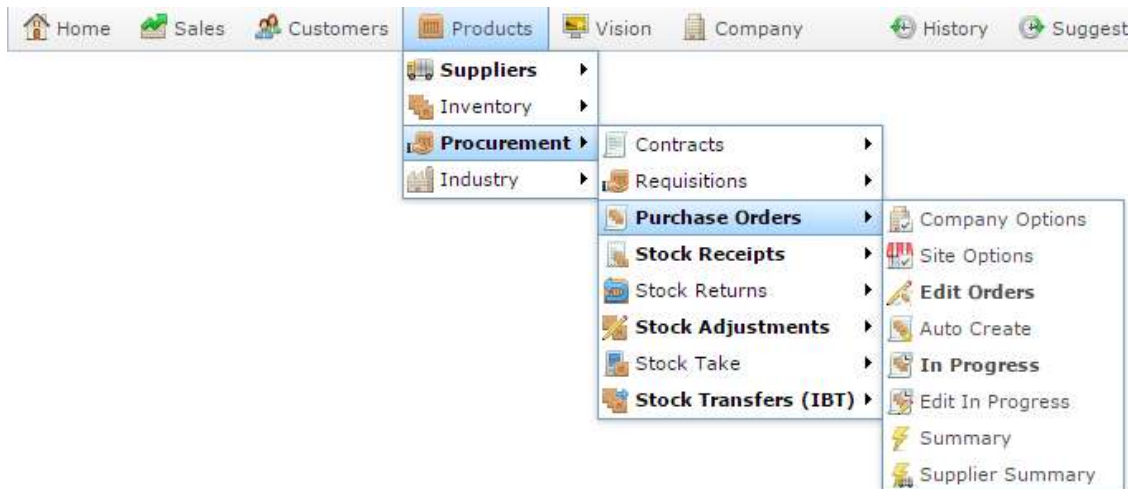 Home Sales Customers Products Vision Company History Suggest
Suppliers
Inventory
Procurement
Industry
Contracts
Requisitions
Purchase Orders
Stock Receipts
Stock Returns
Stock Adjustments
Stock Take
Stock Transfers (IBT)
Company Options
Site Options
Edit Orders
Auto Create
In Progress
Edit In Progress
Summary
Supplier Summary